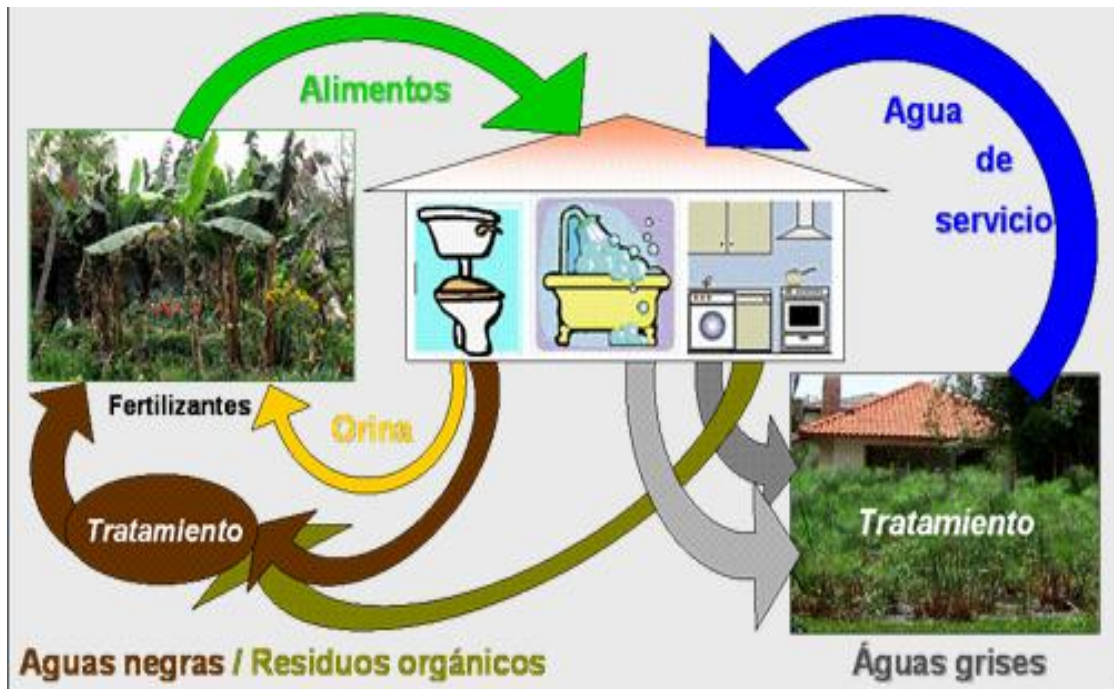 Alimentos
Agua
de
servicio
Fertilizantes
Orina
Tratamiento
Tratamiento
Aguas negras / Residuos orgánicos
Águas grises